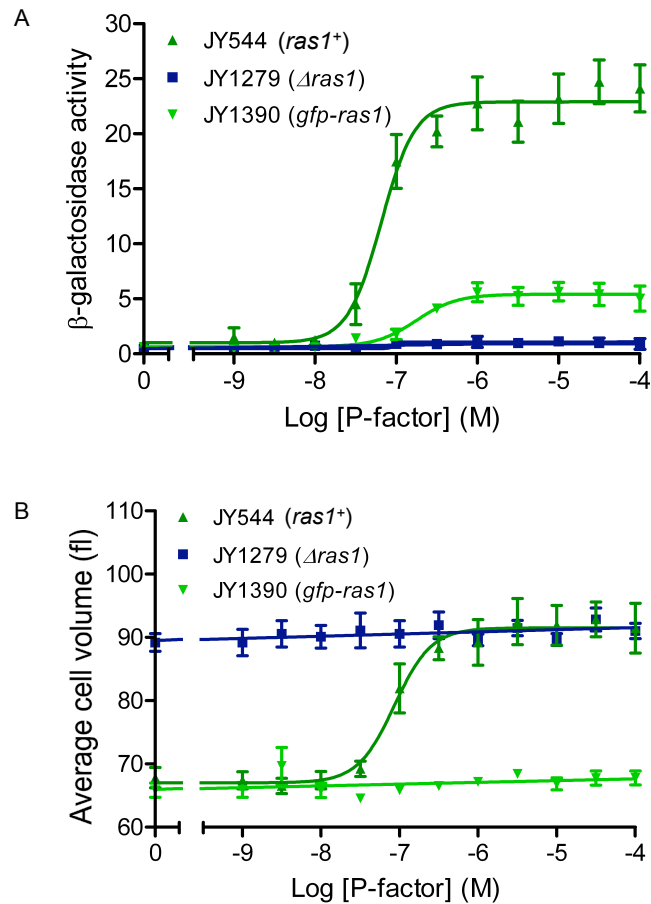 A
β-galactosidase activity
30
25
20
15
10
5
0
JY544 (ras1+)
JY1279 (Δras1)
JY1390 (gfp-ras1)
0 -9 -8 -7 -6 -5 -4
Log [P-factor] (M)
B
Average cell volume (fl)
110
100
90
80
70
60
JY544 (ras1+)
JY1279 (Δras1)
JY1390 (gfp-ras1)
0 -9 -8 -7 -6 -5 -4
Log [P-factor] (M)